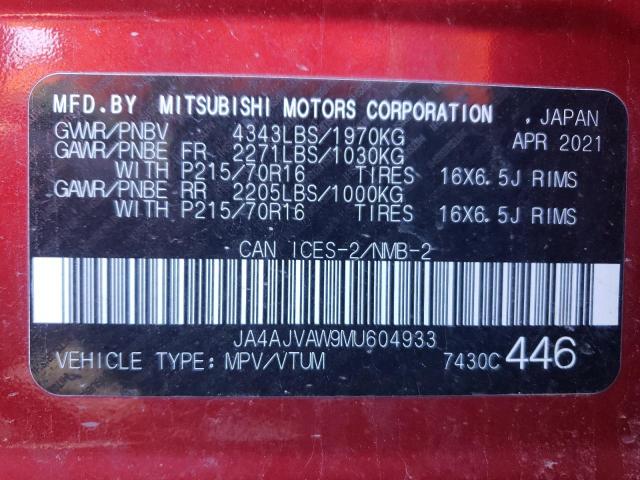 MFD.BY MITSUBISHI MOTORS CORPORATION , JAPAN
GVWR/PNBV 4343LBS/1970KG APR 2021
GAWR/PNBE FR 2271LBS/1030KG
WITH P215/70R16 TIRES 16X6.5J RIMS
GAWR/PNBE RR 2205LBS/1000KG
WITH P215/70R16 TIRES 16X6.5J RIMS
CAN ICES-2/NMB-2
JA4AJVAW9MU604933
VEHICLE TYPE: MPV/VTUM 7430C 446